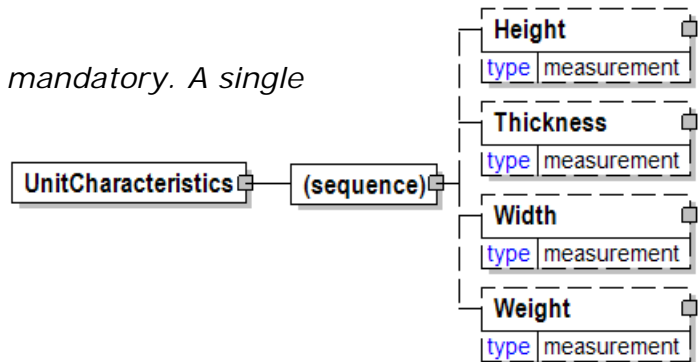 Height
type measurement
mandatory. A single
Thickness
type measurement
UnitCharacteristics (sequence)
Width
type measurement
Weight
type measurement